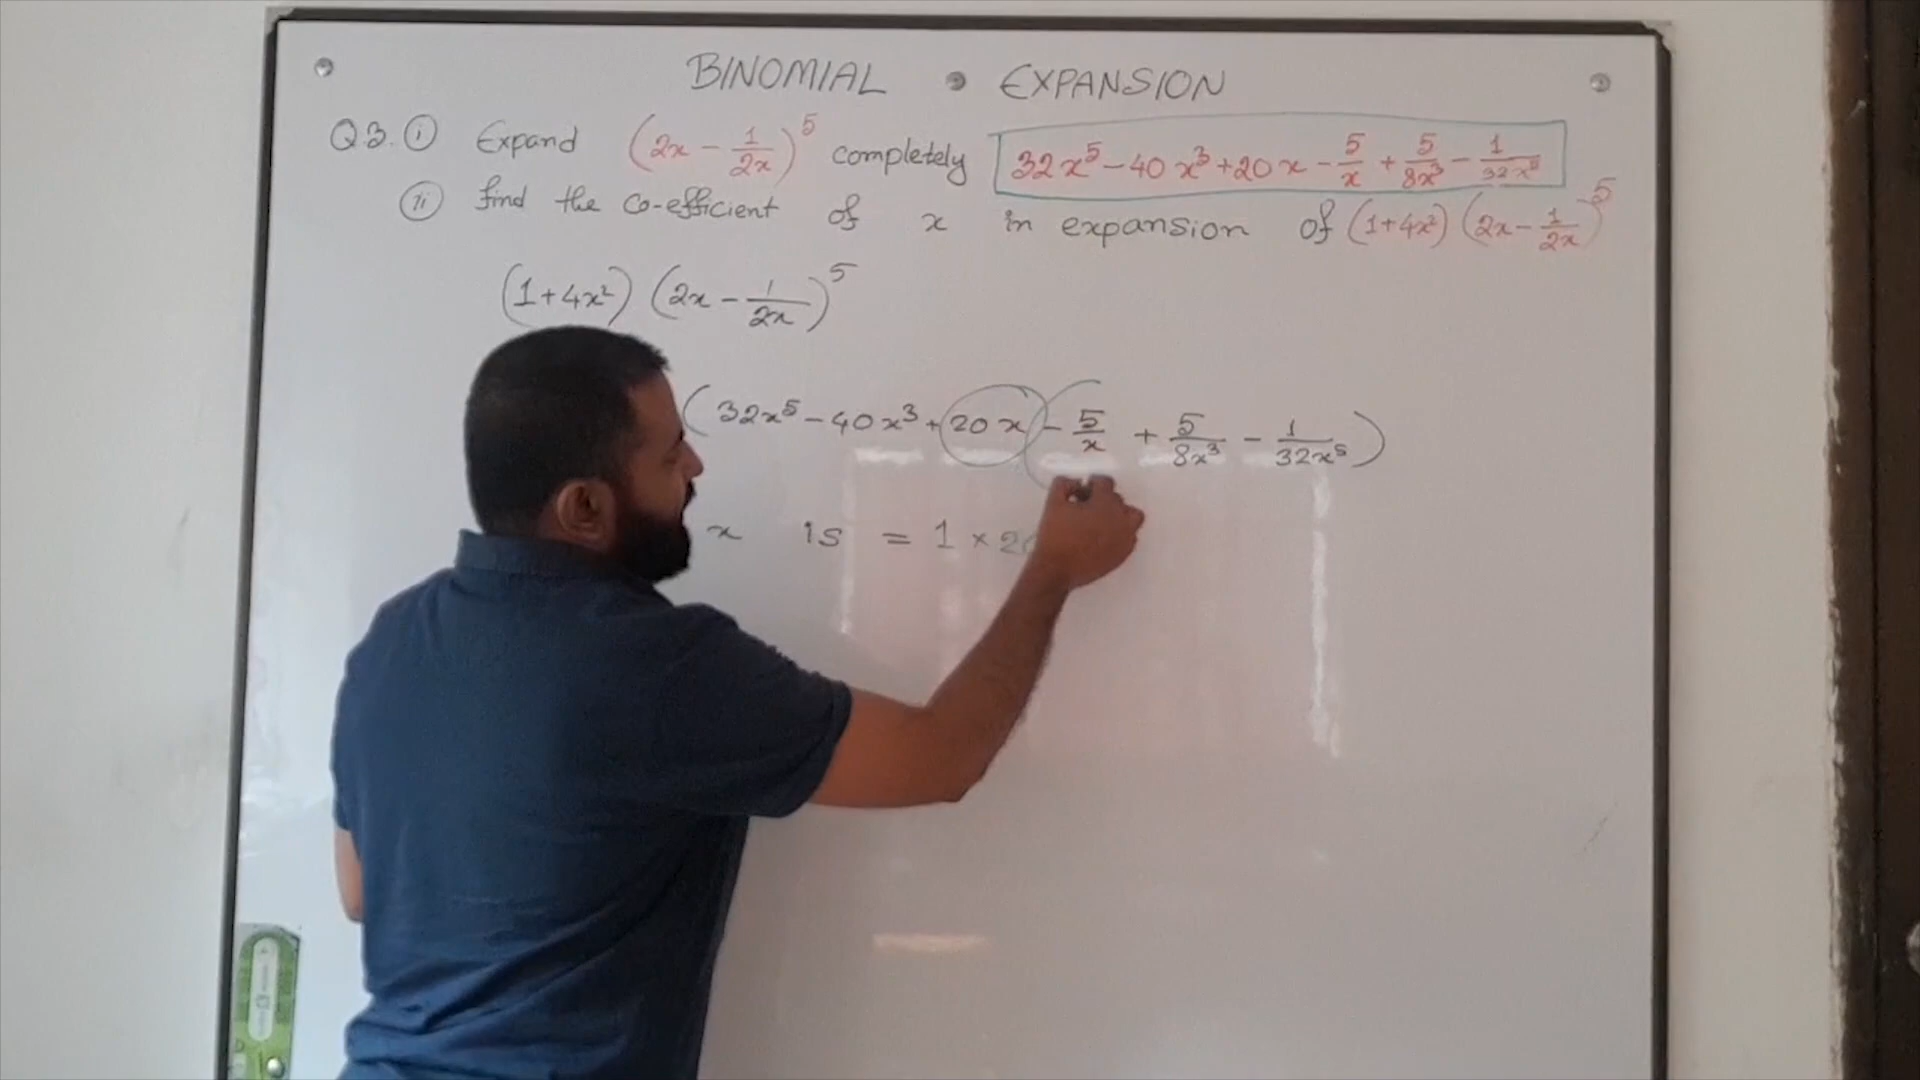 BINOMIAL EXPANSION
Q.3. (i) Expand (2x - 1/2x)^5 completely 32x^5 - 40x^3 + 20x - 5/x + 5/8x^3 - 1/32x^5
(ii) find the co-efficient of x in expansion of (1+4x²) (2x - 1/2x)^5
(1+4x²) (2x - 1/2x)^5
(32x^5 - 40x^3 + 20x - 5/x + 5/8x^3 - 1/32x^5)
x is = 1 × 2